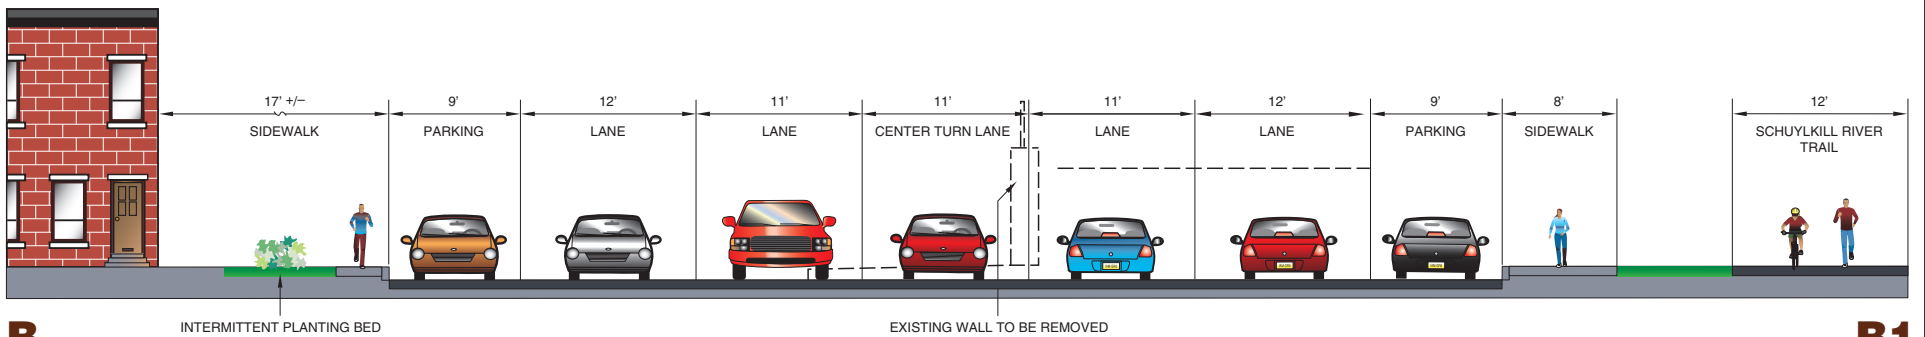 17' +/–
9'
12'
11'
11'
11'
12'
9'
8'
12'
SIDEWALK
PARKING
LANE
LANE
CENTER TURN LANE
LANE
LANE
PARKING
SIDEWALK
SCHUYLKILL RIVER
TRAIL
INTERMITTENT PLANTING BED
EXISTING WALL TO BE REMOVED
B
B1